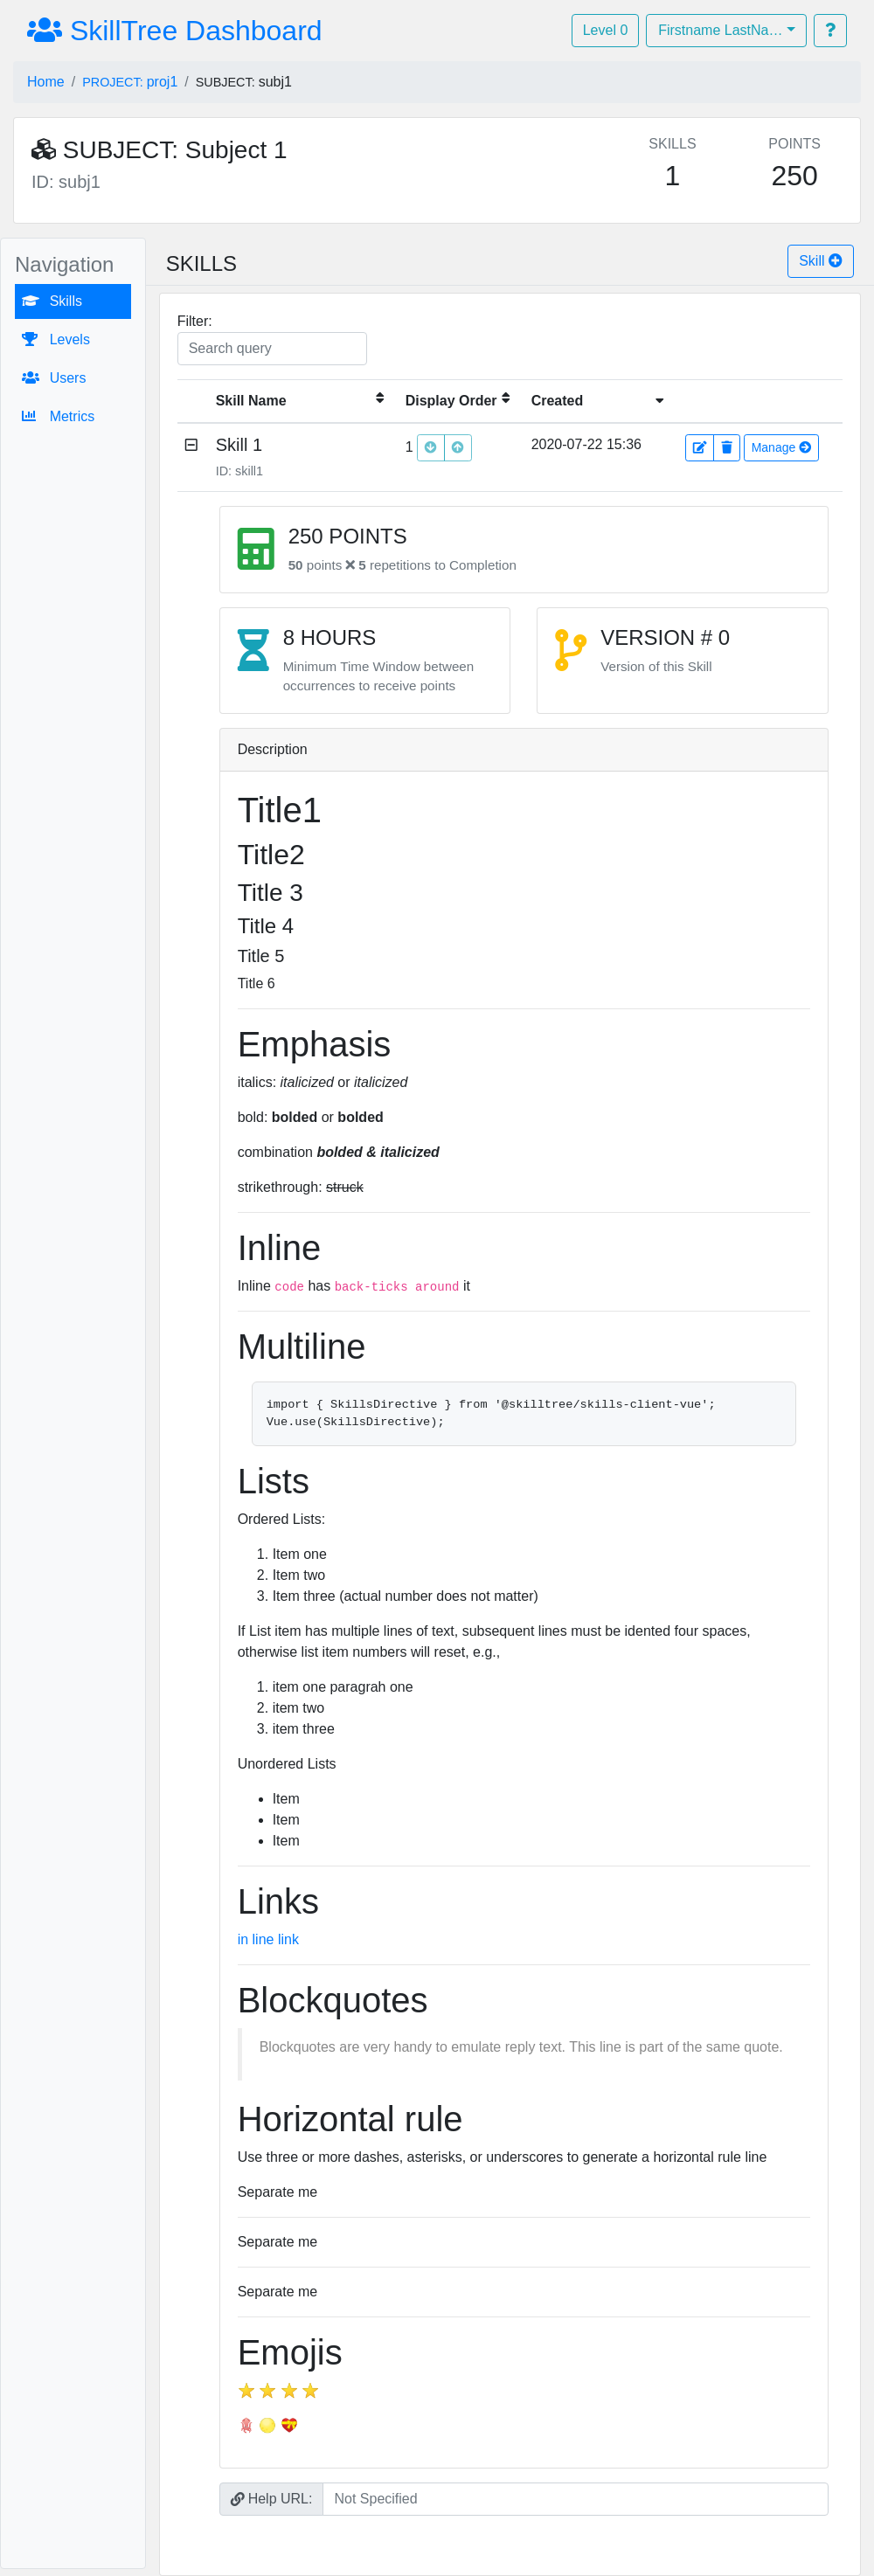 SkillTree Dashboard
Level 0
Firstname LastNa…
?
Home / PROJECT: proj1 / SUBJECT: subj1
SUBJECT: Subject 1
ID: subj1
SKILLS
1
POINTS
250
Navigation
Skills
Levels
Users
Metrics
SKILLS
Skill
Filter:
Search query
Skill Name Display Order Created
Skill 1
ID: skill1
1
2020-07-22 15:36
Manage
250 POINTS
50 points × 5 repetitions to Completion
8 HOURS
Minimum Time Window between
occurrences to receive points
VERSION # 0
Version of this Skill
Description
Title1
Title2
Title 3
Title 4
Title 5
Title 6
Emphasis
italics: italicized or italicized
bold: bolded or bolded
combination bolded & italicized
strikethrough: struck
Inline
Inline code has back-ticks around it
Multiline
import { SkillsDirective } from '@skilltree/skills-client-vue';
Vue.use(SkillsDirective);
Lists
Ordered Lists:
1. Item one
2. Item two
3. Item three (actual number does not matter)
If List item has multiple lines of text, subsequent lines must be idented four spaces,
otherwise list item numbers will reset, e.g.,
1. item one paragrah one
2. item two
3. item three
Unordered Lists
• Item
• Item
• Item
Links
in line link
Blockquotes
Blockquotes are very handy to emulate reply text. This line is part of the same quote.
Horizontal rule
Use three or more dashes, asterisks, or underscores to generate a horizontal rule line
Separate me
Separate me
Separate me
Emojis
Help URL: Not Specified